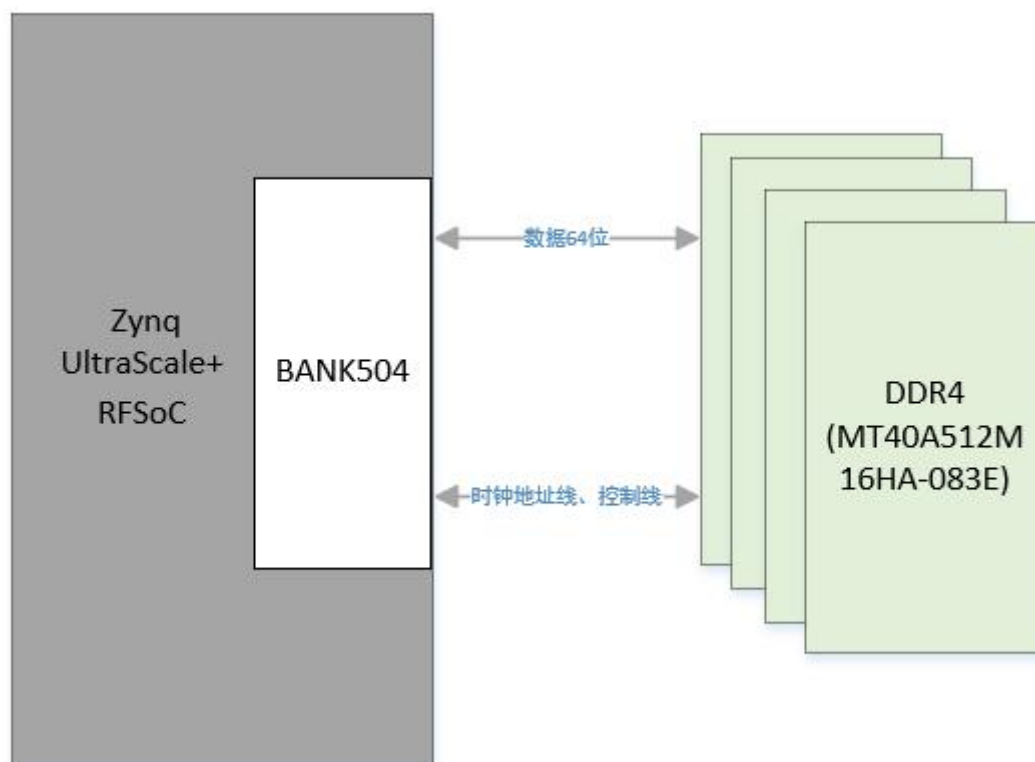 Zynq
UltraScale+
RFSoC
BANK504
数据64位
时钟地址线、控制线
DDR4
(MT40A512M
16HA-083E)